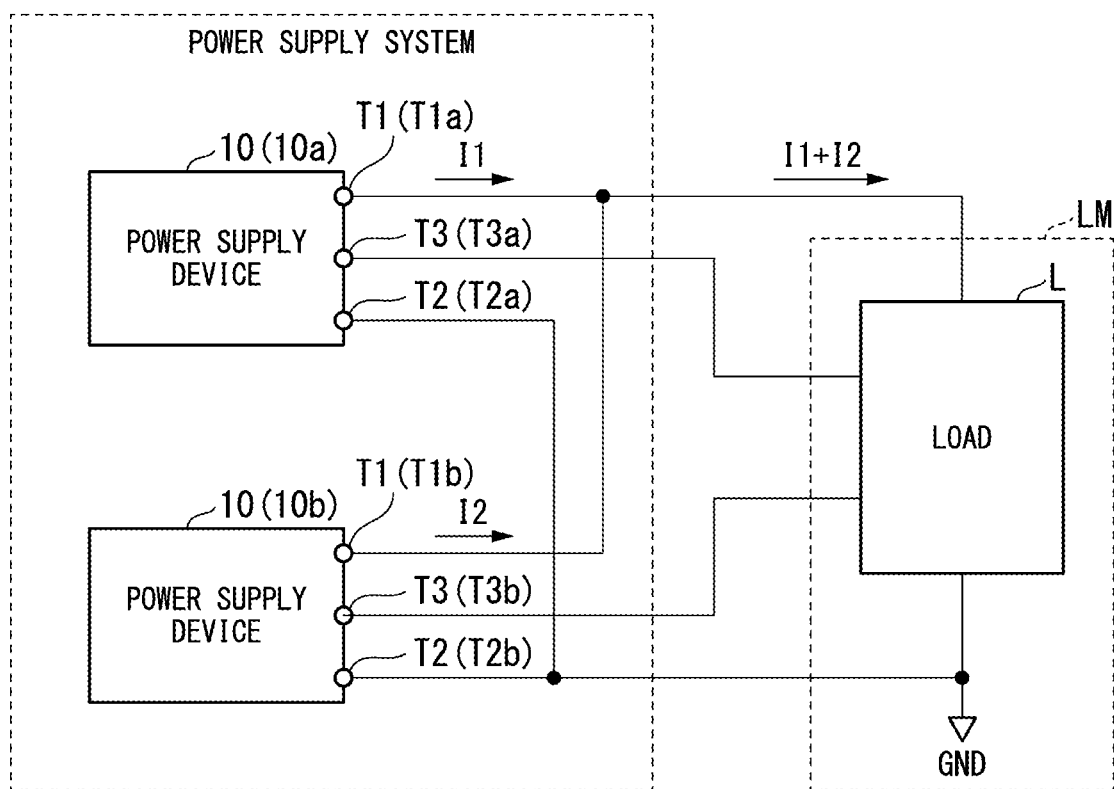 POWER SUPPLY SYSTEM
T1(T1a)
10(10a)
I1
I1+I2
POWER SUPPLY
DEVICE
T3(T3a)
T2(T2a)
LM
L
LOAD
T1(T1b)
10(10b)
I2
POWER SUPPLY
DEVICE
T3(T3b)
T2(T2b)
GND